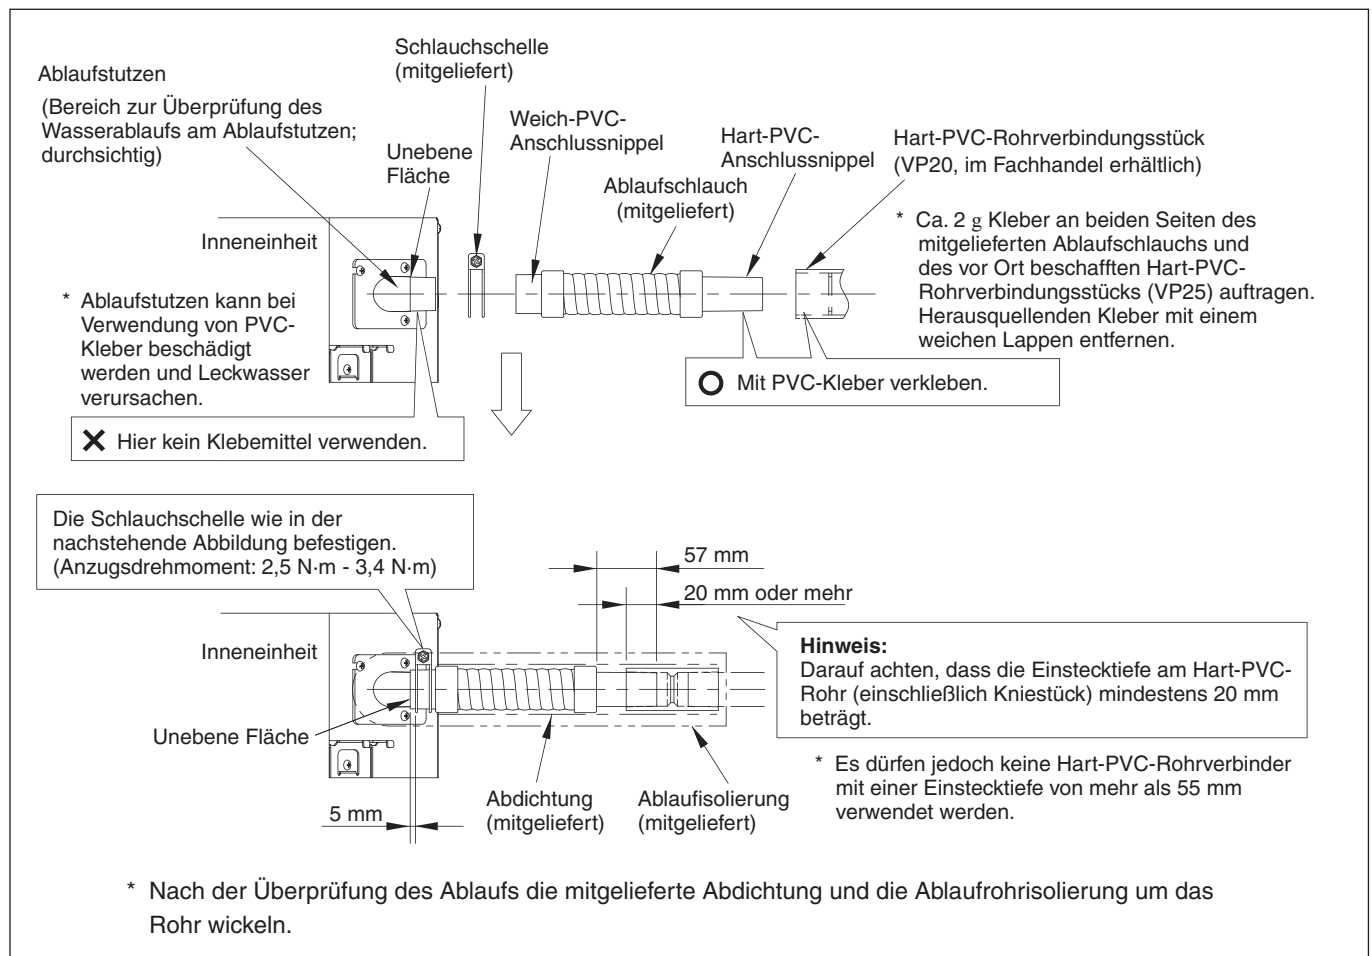 Schlauchschelle
(mitgeliefert)
Ablaufstutzen
(Bereich zur Überprüfung des
Wasserablaufs am Ablaufstutzen;
durchsichtig)
Unebene
Fläche
Weich-PVC-
Anschlussnippel
Ablaufschlauch
(mitgeliefert)
Hart-PVC-
Anschlussnippel
Hart-PVC-Rohrverbindungsstück
(VP20, im Fachhandel erhältlich)
* Ca. 2 g Kleber an beiden Seiten des
mitgelieferten Ablaufschlauchs und
des vor Ort beschafften Hart-PVC-
Rohrverbindungsstücks (VP25) auftragen.
Herausquellenden Kleber mit einem
weichen Lappen entfernen.
Inneneinheit
* Ablaufstutzen kann bei
Verwendung von PVC-
Kleber beschädigt
werden und Leckwasser
verursachen.
Mit PVC-Kleber verkleben.
Hier kein Klebemittel verwenden.
Die Schlauchschelle wie in der
nachstehende Abbildung befestigen.
(Anzugsdrehmoment: 2,5 N·m - 3,4 N·m)
57 mm
20 mm oder mehr
Inneneinheit
Hinweis:
Darauf achten, dass die Einstecktiefe am Hart-PVC-
Rohr (einschließlich Kniestück) mindestens 20 mm
beträgt.
Unebene Fläche
* Es dürfen jedoch keine Hart-PVC-Rohrverbinder
mit einer Einstecktiefe von mehr als 55 mm
verwendet werden.
5 mm
Abdichtung
(mitgeliefert)
Ablaufisolierung
(mitgeliefert)
* Nach der Überprüfung des Ablaufs die mitgelieferte Abdichtung und die Ablaufrohrisolierung um das
Rohr wickeln.